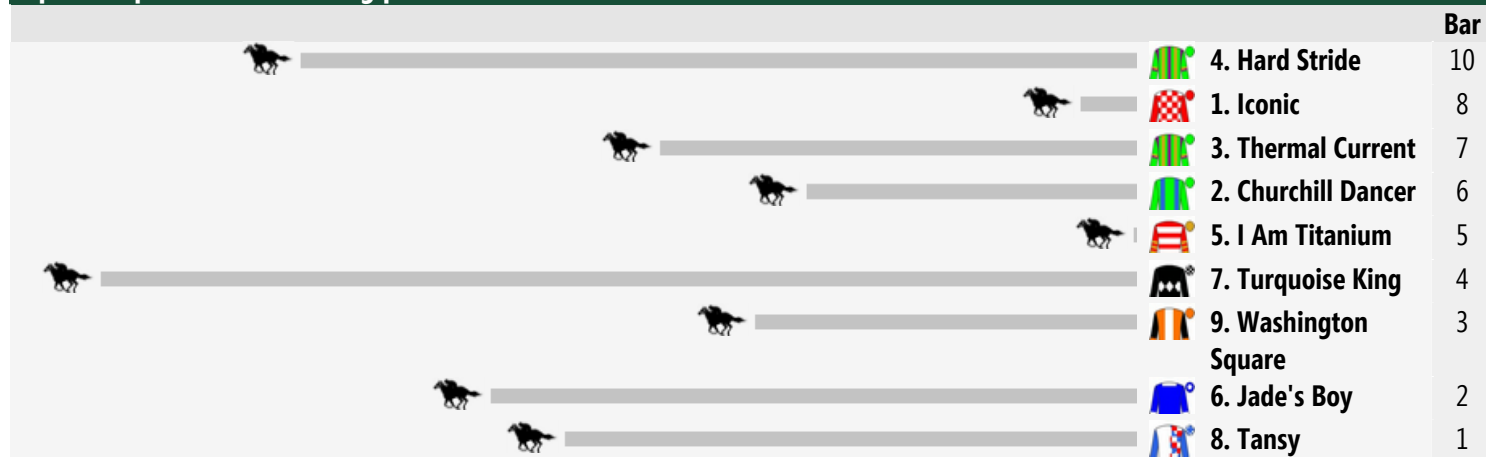 Bar
4. Hard Stride 10
1. Iconic 8
3. Thermal Current 7
2. Churchill Dancer 6
5. I Am Titanium 5
7. Turquoise King 4
9. Washington 3
Square
6. Jade's Boy 2
8. Tansy 1